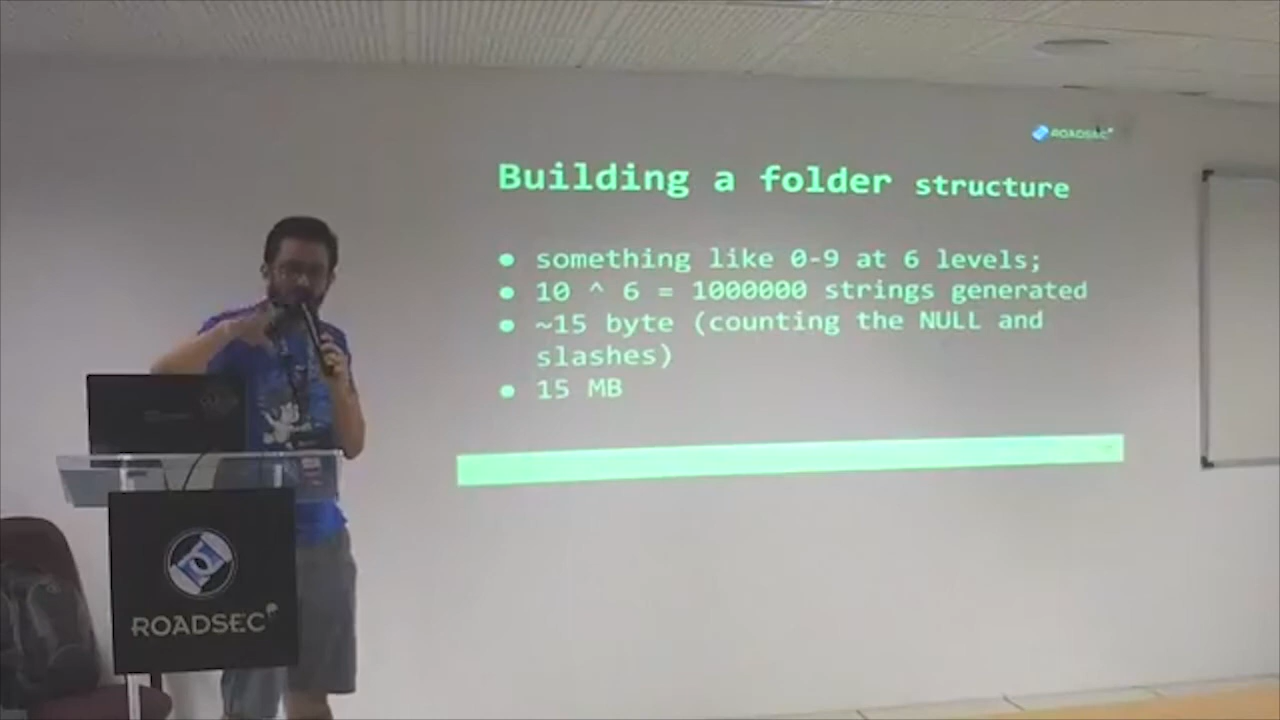 ROADSEC
Building a folder structure
• something like 0-9 at 6 levels;
• 10 ^ 6 = 1000000 strings generated
• ~15 byte (counting the NULL and
slashes)
• 15 MB
ROADSEC